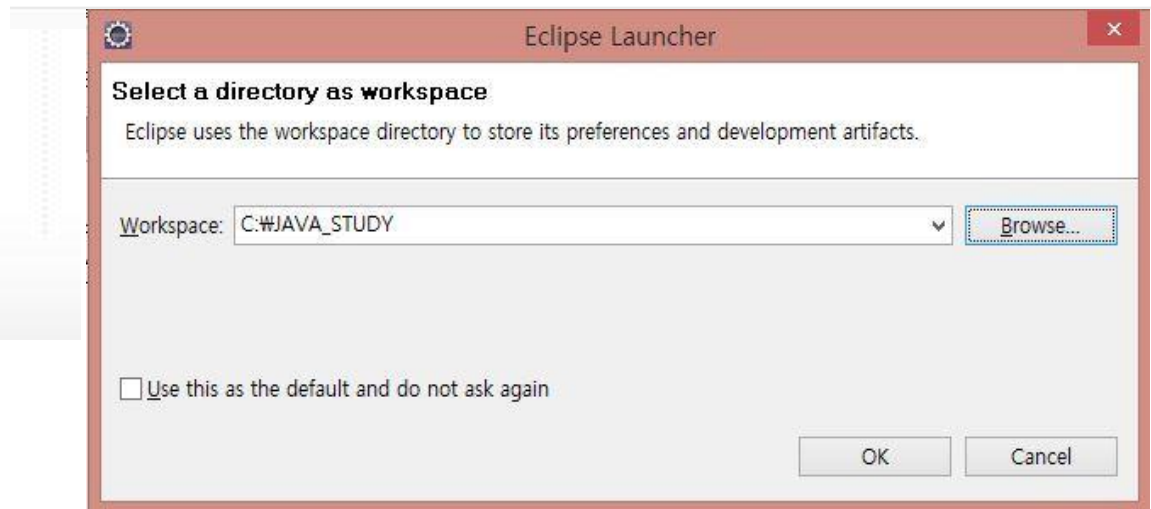 Eclipse Launcher
Select a directory as workspace
Eclipse uses the workspace directory to store its preferences and development artifacts.
Workspace: C:₩JAVA_STUDY Browse...
Use this as the default and do not ask again
OK Cancel